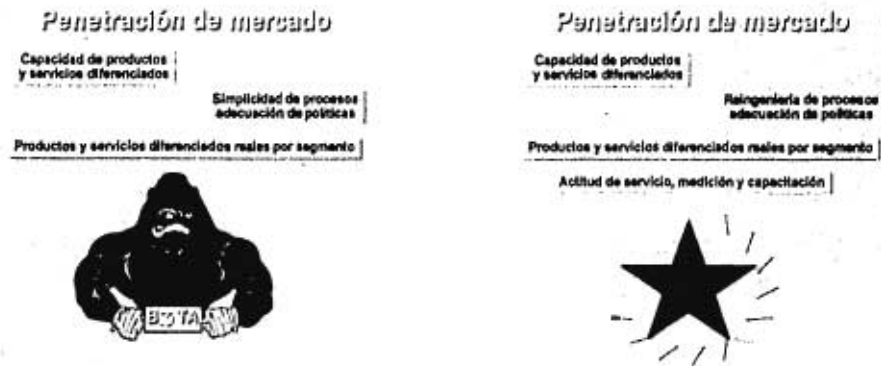 Penetración de mercado
Capacidad de productos
y servicios diferenciados
Simplicidad de procesos
adecuación de políticas
Productos y servicios diferenciados reales por segmento
Penetración de mercado
Capacidad de productos
y servicios diferenciados
Reingeniería de procesos
adecuación de políticas
Productos y servicios diferenciados reales por segmento
Actitud de servicio, medición y capacitación